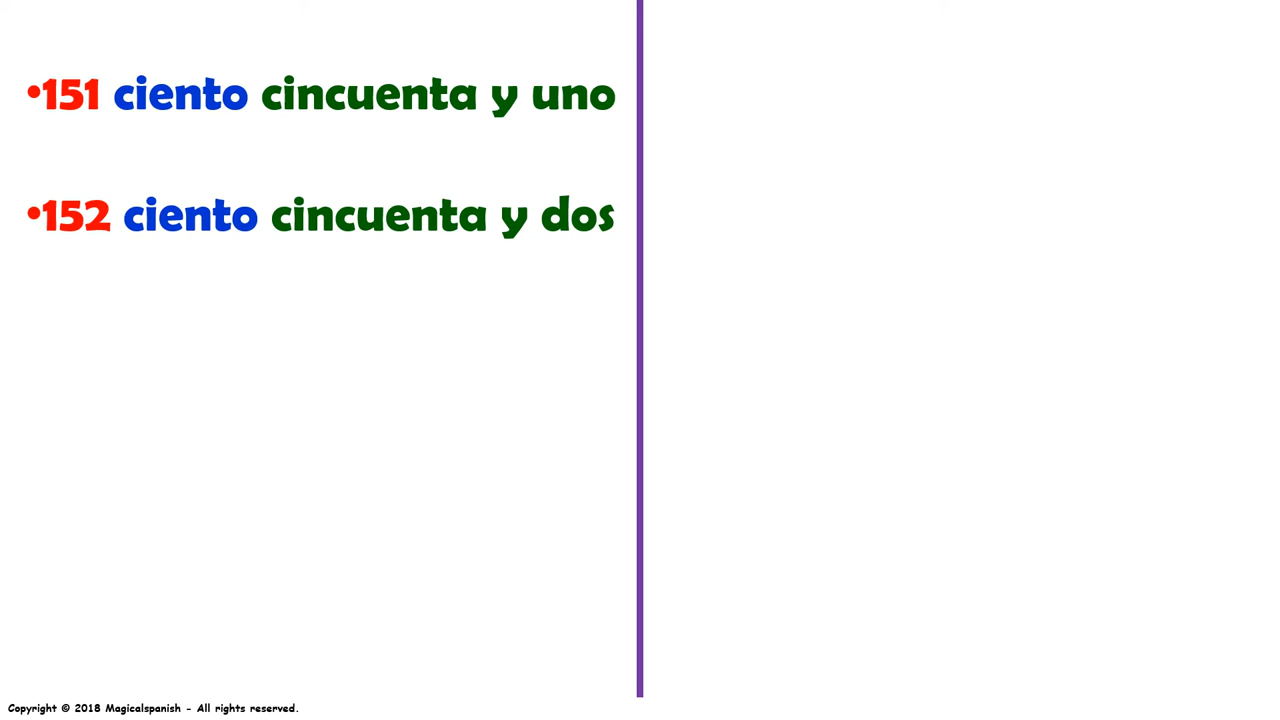 •151 ciento cincuenta y uno
•152 ciento cincuenta y dos
Copyright © 2018 Magicalspanish - All rights reserved.